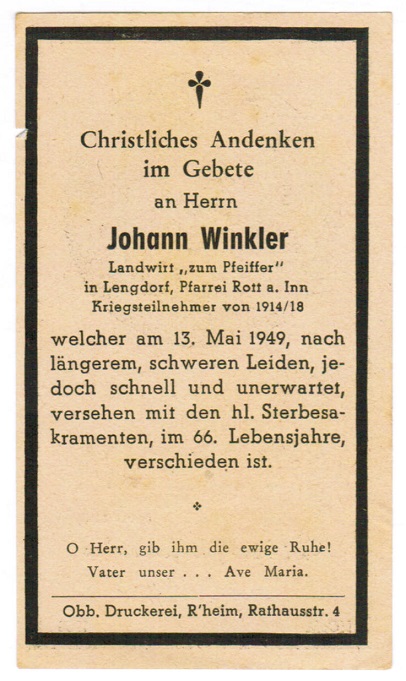 Christliches Andenken
im Gebete
an Herrn
Johann Winkler
Landwirt „zum Pfeiffer"
in Lengdorf, Pfarrei Rott a. Inn
Kriegsteilnehmer von 1914/18
welcher am 13. Mai 1949, nach
längerem, schweren Leiden, je-
doch schnell und unerwartet,
versehen mit den hl. Sterbesa-
kramenten, im 66. Lebensjahre,
verschieden ist.
O Herr, gib ihm die ewige Ruhe!
Vater unser . . . Ave Maria.
Obb. Druckerei, R'heim, Rathausstr. 4